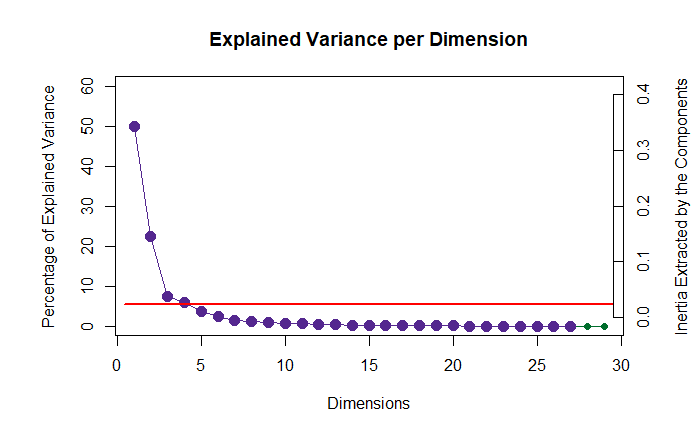 Explained Variance per Dimension
Percentage of Explained Variance
60
50
40
30
20
10
0
0.4
0.3
0.2
0.1
0.0
Inertia Extracted by the Components
0 5 10 15 20 25 30
Dimensions